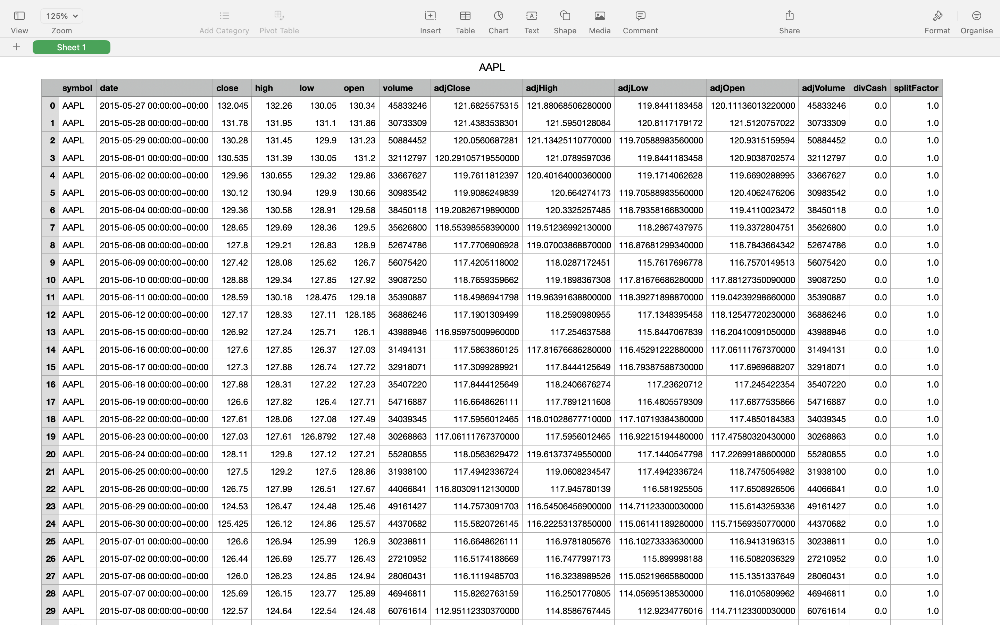 125%
View Zoom Add Category Pivot Table Insert Table Chart Text Shape Media Comment Share Format Organise
Sheet 1
AAPL
symbol date close high low open volume adjClose adjHigh adjLow adjOpen adjVolume divCash splitFactor
0 AAPL 2015-05-27 00:00:00+00:00 132.045 132.26 130.05 130.34 45833246 121.6825575315 121.88068506280000 119.8441183458 120.11136013220000 45833246 0.0 1.0
1 AAPL 2015-05-28 00:00:00+00:00 131.78 131.95 131.1 131.86 30733309 121.4383538301 121.5950128084 120.8117179172 121.5120757022 30733309 0.0 1.0
2 AAPL 2015-05-29 00:00:00+00:00 130.28 131.45 129.9 131.23 50884452 120.0560687281 121.13425110770000 119.70588983560000 120.9315159594 50884452 0.0 1.0
3 AAPL 2015-06-01 00:00:00+00:00 130.535 131.39 130.05 131.2 32112797 120.29105719550000 121.0789597036 119.8441183458 120.9038702574 32112797 0.0 1.0
4 AAPL 2015-06-02 00:00:00+00:00 129.96 130.655 129.32 129.86 33667627 119.7611812397 120.40164000360000 119.1714062628 119.6690288995 33667627 0.0 1.0
5 AAPL 2015-06-03 00:00:00+00:00 130.12 130.94 129.9 130.66 30983542 119.9086249839 120.664274173 119.70588983560000 120.4062476206 30983542 0.0 1.0
6 AAPL 2015-06-04 00:00:00+00:00 129.36 130.58 128.91 129.58 38450118 119.20826719890000 120.3325257485 118.79358166830000 119.4110023472 38450118 0.0 1.0
7 AAPL 2015-06-05 00:00:00+00:00 128.65 129.69 128.36 129.5 35626800 118.55398558390000 119.51236992130000 118.2867437975 119.3372804751 35626800 0.0 1.0
8 AAPL 2015-06-08 00:00:00+00:00 127.8 129.21 126.83 128.9 52674786 117.7706906928 119.07003868870000 116.87681299340000 118.7843664342 52674786 0.0 1.0
9 AAPL 2015-06-09 00:00:00+00:00 127.42 128.08 125.62 126.7 56075420 117.4205118002 118.0287172451 115.7617696778 116.7570149513 56075420 0.0 1.0
10 AAPL 2015-06-10 00:00:00+00:00 128.88 129.34 127.85 127.92 39087250 118.7659359662 119.1898367308 117.81676686280000 117.88127350090000 39087250 0.0 1.0
11 AAPL 2015-06-11 00:00:00+00:00 128.59 130.18 128.475 129.18 35390887 118.4986941798 119.96391638800000 118.39271898870000 119.04239298660000 35390887 0.0 1.0
12 AAPL 2015-06-12 00:00:00+00:00 127.17 128.33 127.11 128.185 36886246 117.1901309499 118.2590980955 117.1348395458 118.12547720230000 36886246 0.0 1.0
13 AAPL 2015-06-15 00:00:00+00:00 126.92 127.24 125.71 126.1 43988946 116.95975009960000 117.254637588 115.8447067839 116.20410091050000 43988946 0.0 1.0
14 AAPL 2015-06-16 00:00:00+00:00 127.6 127.85 126.37 127.03 31494131 117.5863860125 117.81676686280000 116.45291222880000 117.06111767370000 31494131 0.0 1.0
15 AAPL 2015-06-17 00:00:00+00:00 127.3 127.88 126.74 127.72 32918071 117.3099289921 117.8444125649 116.79387588730000 117.6969688207 32918071 0.0 1.0
16 AAPL 2015-06-18 00:00:00+00:00 127.88 128.31 127.22 127.23 35407220 117.8444125649 118.2406676274 117.23620712 117.245422354 35407220 0.0 1.0
17 AAPL 2015-06-19 00:00:00+00:00 126.6 127.82 126.4 127.71 54716887 116.6648626111 117.7891211608 116.4805579309 117.6877535866 54716887 0.0 1.0
18 AAPL 2015-06-22 00:00:00+00:00 127.61 128.06 127.08 127.49 34039345 117.5956012465 118.01028677710000 117.10719384380000 117.4850184383 34039345 0.0 1.0
19 AAPL 2015-06-23 00:00:00+00:00 127.03 127.61 126.8792 127.48 30268863 117.06111767370000 117.5956012465 116.92215194480000 117.47580320430000 30268863 0.0 1.0
20 AAPL 2015-06-24 00:00:00+00:00 128.11 129.8 127.12 127.21 55280855 118.0563629472 119.61373749550000 117.1440547798 117.22699188600000 55280855 0.0 1.0
21 AAPL 2015-06-25 00:00:00+00:00 127.5 129.2 127.5 128.86 31938100 117.4942336724 119.0608234547 117.4942336724 118.7475054982 31938100 0.0 1.0
22 AAPL 2015-06-26 00:00:00+00:00 126.75 127.99 126.51 127.67 44066841 116.80309112130000 117.945780139 116.581925505 117.6508926506 44066841 0.0 1.0
23 AAPL 2015-06-29 00:00:00+00:00 124.53 126.47 124.48 125.46 49161427 114.7573091703 116.54506456900000 114.71123300030000 115.6143259336 49161427 0.0 1.0
24 AAPL 2015-06-30 00:00:00+00:00 125.425 126.12 124.86 125.57 44370682 115.5820726145 116.22253137850000 115.06141189280000 115.71569350770000 44370682 0.0 1.0
25 AAPL 2015-07-01 00:00:00+00:00 126.6 126.94 125.99 126.9 30238811 116.6648626111 116.9781805676 116.10273333630000 116.9413196315 30238811 0.0 1.0
26 AAPL 2015-07-02 00:00:00+00:00 126.44 126.69 125.77 126.43 27210952 116.5174188669 116.7477997173 115.899998188 116.5082036329 27210952 0.0 1.0
27 AAPL 2015-07-06 00:00:00+00:00 126.0 126.23 124.85 124.94 28060431 116.1119485703 116.3238989526 115.05219665880000 115.1351337649 28060431 0.0 1.0
28 AAPL 2015-07-07 00:00:00+00:00 125.69 126.15 123.77 125.89 46946811 115.8262763159 116.2501770805 114.05695138530000 116.0105809962 46946811 0.0 1.0
29 AAPL 2015-07-08 00:00:00+00:00 122.57 124.64 122.54 124.48 60761614 112.95112330370000 114.8586767445 112.9234776016 114.71123300030000 60761614 0.0 1.0